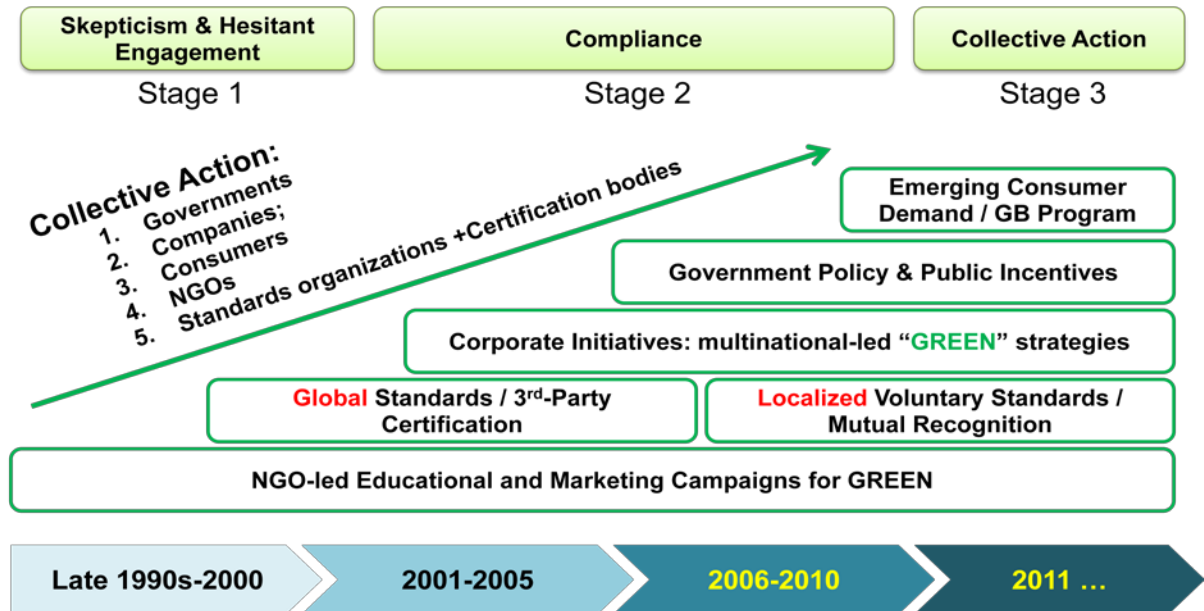 Skepticism & Hesitant
Engagement
Compliance
Collective Action
Stage 1
Stage 2
Stage 3
Collective Action:
1. Governments
2. Companies;
3. Consumers
4. NGOs
5. Standards organizations +Certification bodies
Emerging Consumer
Demand / GB Program
Government Policy & Public Incentives
Corporate Initiatives: multinational-led “GREEN” strategies
Global Standards / 3rd-Party
Certification
Localized Voluntary Standards /
Mutual Recognition
NGO-led Educational and Marketing Campaigns for GREEN
Late 1990s-2000
2001-2005
2006-2010
2011 ...